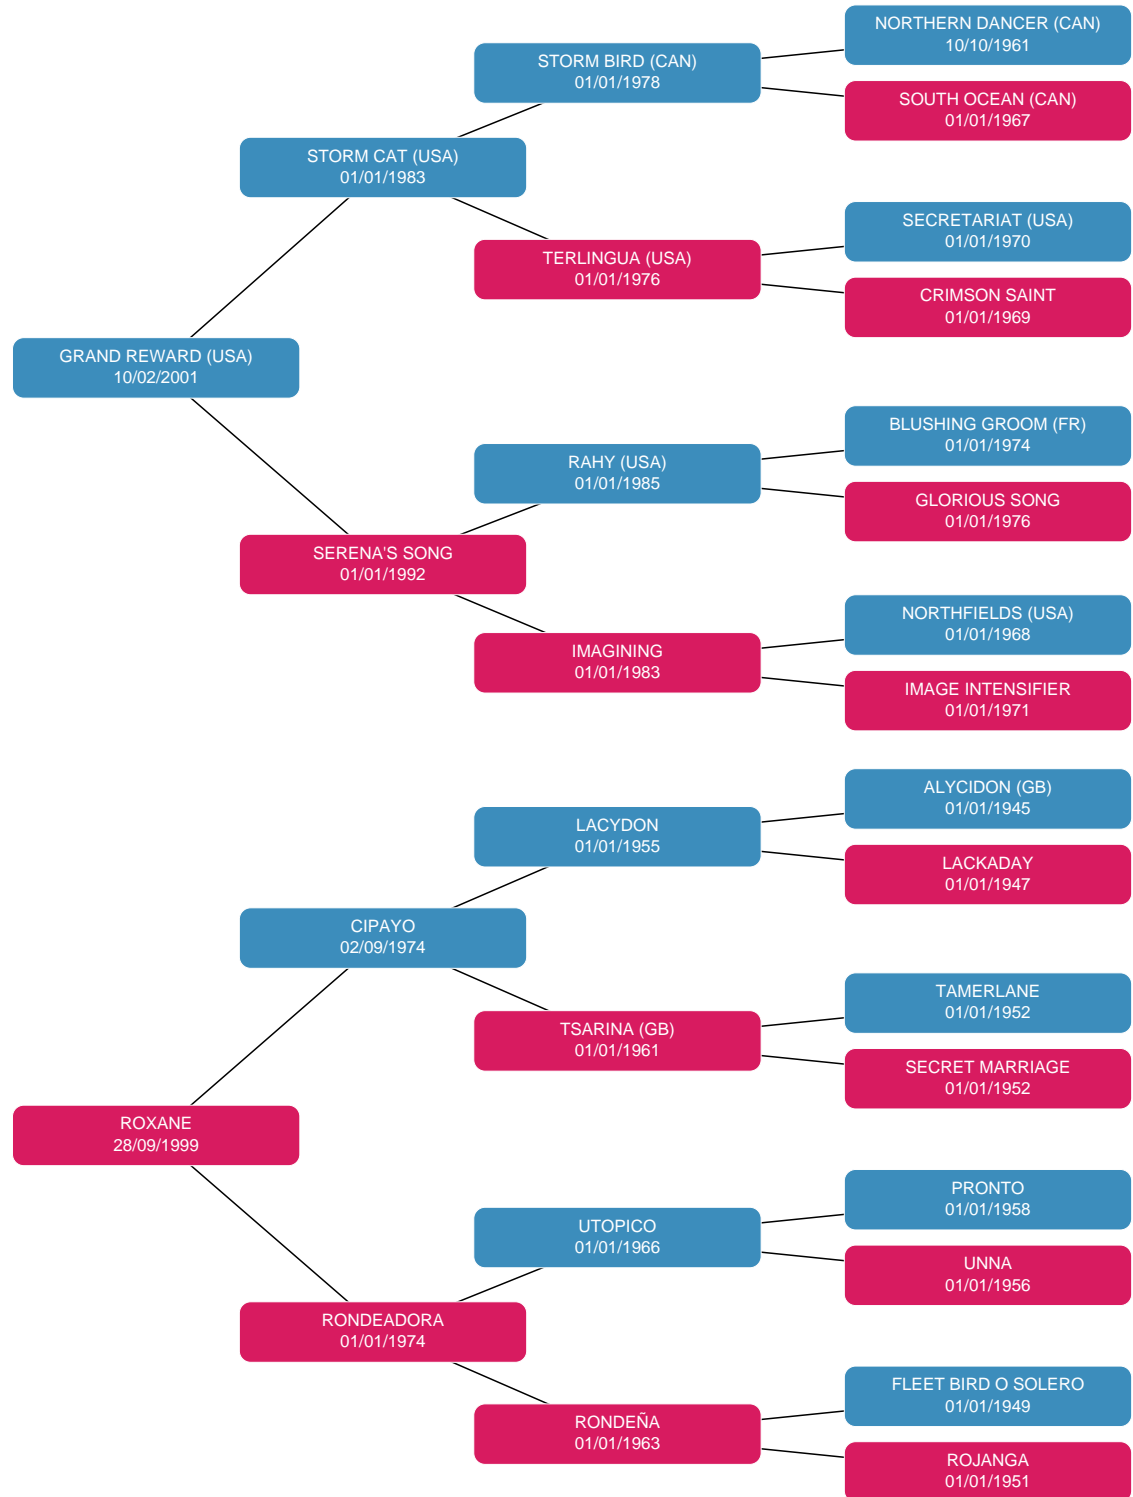 NORTHERN DANCER (CAN)
10/10/1961
STORM BIRD (CAN)
01/01/1978
SOUTH OCEAN (CAN)
01/01/1967
STORM CAT (USA)
01/01/1983
SECRETARIAT (USA)
01/01/1970
TERLINGUA (USA)
01/01/1976
CRIMSON SAINT
01/01/1969
GRAND REWARD (USA)
10/02/2001
BLUSHING GROOM (FR)
01/01/1974
RAHY (USA)
01/01/1985
GLORIOUS SONG
01/01/1976
SERENA'S SONG
01/01/1992
NORTHFIELDS (USA)
01/01/1968
IMAGINING
01/01/1983
IMAGE INTENSIFIER
01/01/1971
ALYCIDON (GB)
01/01/1945
LACYDON
01/01/1955
LACKADAY
01/01/1947
CIPAYO
02/09/1974
TAMERLANE
01/01/1952
TSARINA (GB)
01/01/1961
SECRET MARRIAGE
01/01/1952
ROXANE
28/09/1999
PRONTO
01/01/1958
UTOPICO
01/01/1966
UNNA
01/01/1956
RONDEADORA
01/01/1974
FLEET BIRD O SOLERO
01/01/1949
RONDEÑA
01/01/1963
ROJANGA
01/01/1951